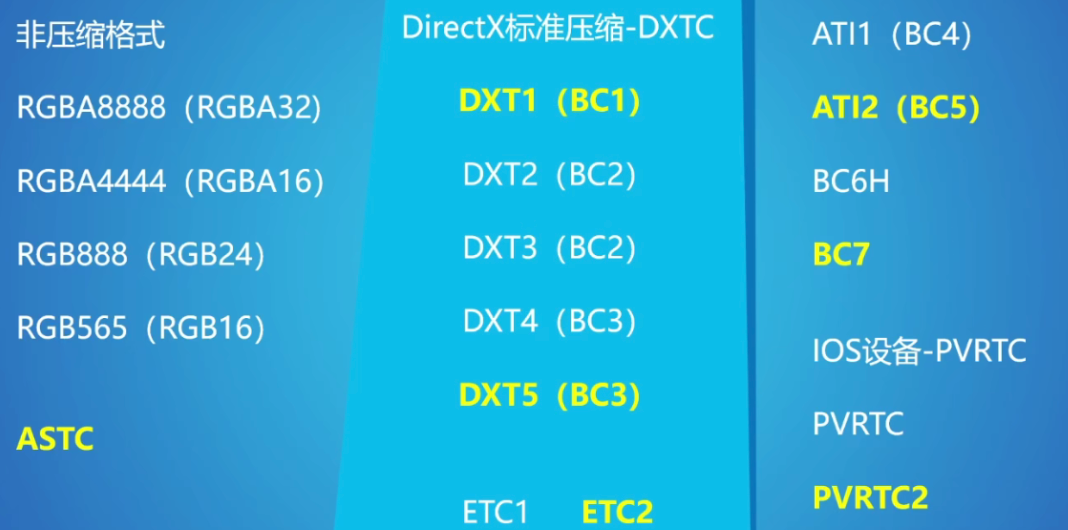 非压缩格式
RGBA8888（RGBA32)
RGBA4444（RGBA16）
RGB888（RGB24）
RGB565（RGB16）
ASTC
DirectX标准压缩-DXTC
DXT1（BC1）
DXT2（BC2）
DXT3（BC2）
DXT4（BC3）
DXT5（BC3）
ETC1 ETC2
ATI1（BC4）
ATI2（BC5）
BC6H
BC7
IOS设备-PVRTC
PVRTC
PVRTC2